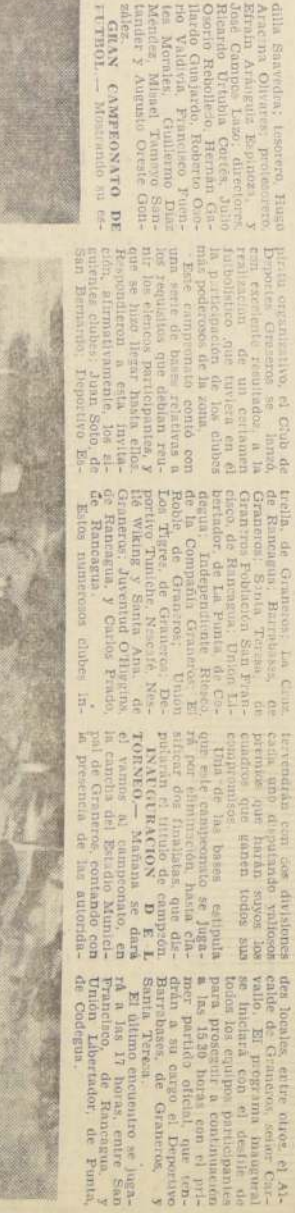 dilla Saavedra; tesorero, Hugo
Aracena Olivares; protesorero,
Efraín Aránguiz Espinoza y
José Campos Lazo; directores,
Ricardo Urtubia Cortés, Julio
Osorio Rebolledo, Hernán Ga-
llardo Guajardo, Roberto Oso-
rio Valdivia, Francisco Fuen-
tes Morales, Guillermo Díaz
Méndez, Misael Tamayo San-
tander y Augusto Oreste Gon-
zález.
GRAN CAMPEONATO DE
FUTBOL.— Mostrando su es-
píritu organizativo, el Club de
Deportes Graneros se lanzó,
con excelente resultados, a la
realización de un certamen
futbolístico que tuviera en él
la participación de los clubes
más poderosos de la zona.
Este campeonato contó con
una serie de bases relativas a
los requisitos que debían reu-
nir los elencos participantes, y
que se hizo llegar hasta ellos.
Respondieron a esta invita-
ción, afirmativamente, los si-
guientes clubes: Juan Soto de
San Bernardo; Deportivo Es-
trella, de Graneros; La Cruz,
de Rancagua; Barrabases, de
Graneros; Santa Teresa, de
Graneros; Población San Fran-
cisco, de Rancagua; Unión Li-
bertador, de La Punta de Co-
degua; Independiente Riesco,
de la Compañía Graneros; El
Roble de Graneros; Unión
Los Tigres, de Graneros; De-
portivo Tuniche, Nescafé Nes-
tlé Wiking y Santa Ana, de
Graneros; Juventud O'Higgins
de Rancagua, y Carlos Prado,
de Rancagua.
Estos numerosos clubes in-
tervendrán con dos divisiones
cada uno disputando valiosos
premios que harán suyos los
cuadros que ganen todos sus
compromisos.
Una de las bases estipula
que este campeonato se juga-
rá por eliminación, hasta cla-
sificar dos finalistas, que dis-
putarán el título de campeón.
INAUGURACION DEL
TORNEO.— Mañana se dará
el vamos al campeonato, en
la cancha del Estadio Munici-
pal de Graneros, contando con
la presencia de las autorida-
des locales, entre otros, el Al-
calde de Graneros, señor Car-
vallo. El programa inaugural
se iniciará con el desfile de
todos los equipos participantes
para proseguir a continuación
a las 15.30 horas con el pri-
mer partido oficial, que ten-
drán a su cargo el Deportivo
Barrabases, de Graneros, y
Santa Teresa.
El último encuentro se juga-
rá a las 17 horas, entre San
Francisco, de Rancagua, y
Unión Libertador, de Punta,
de Codegua.